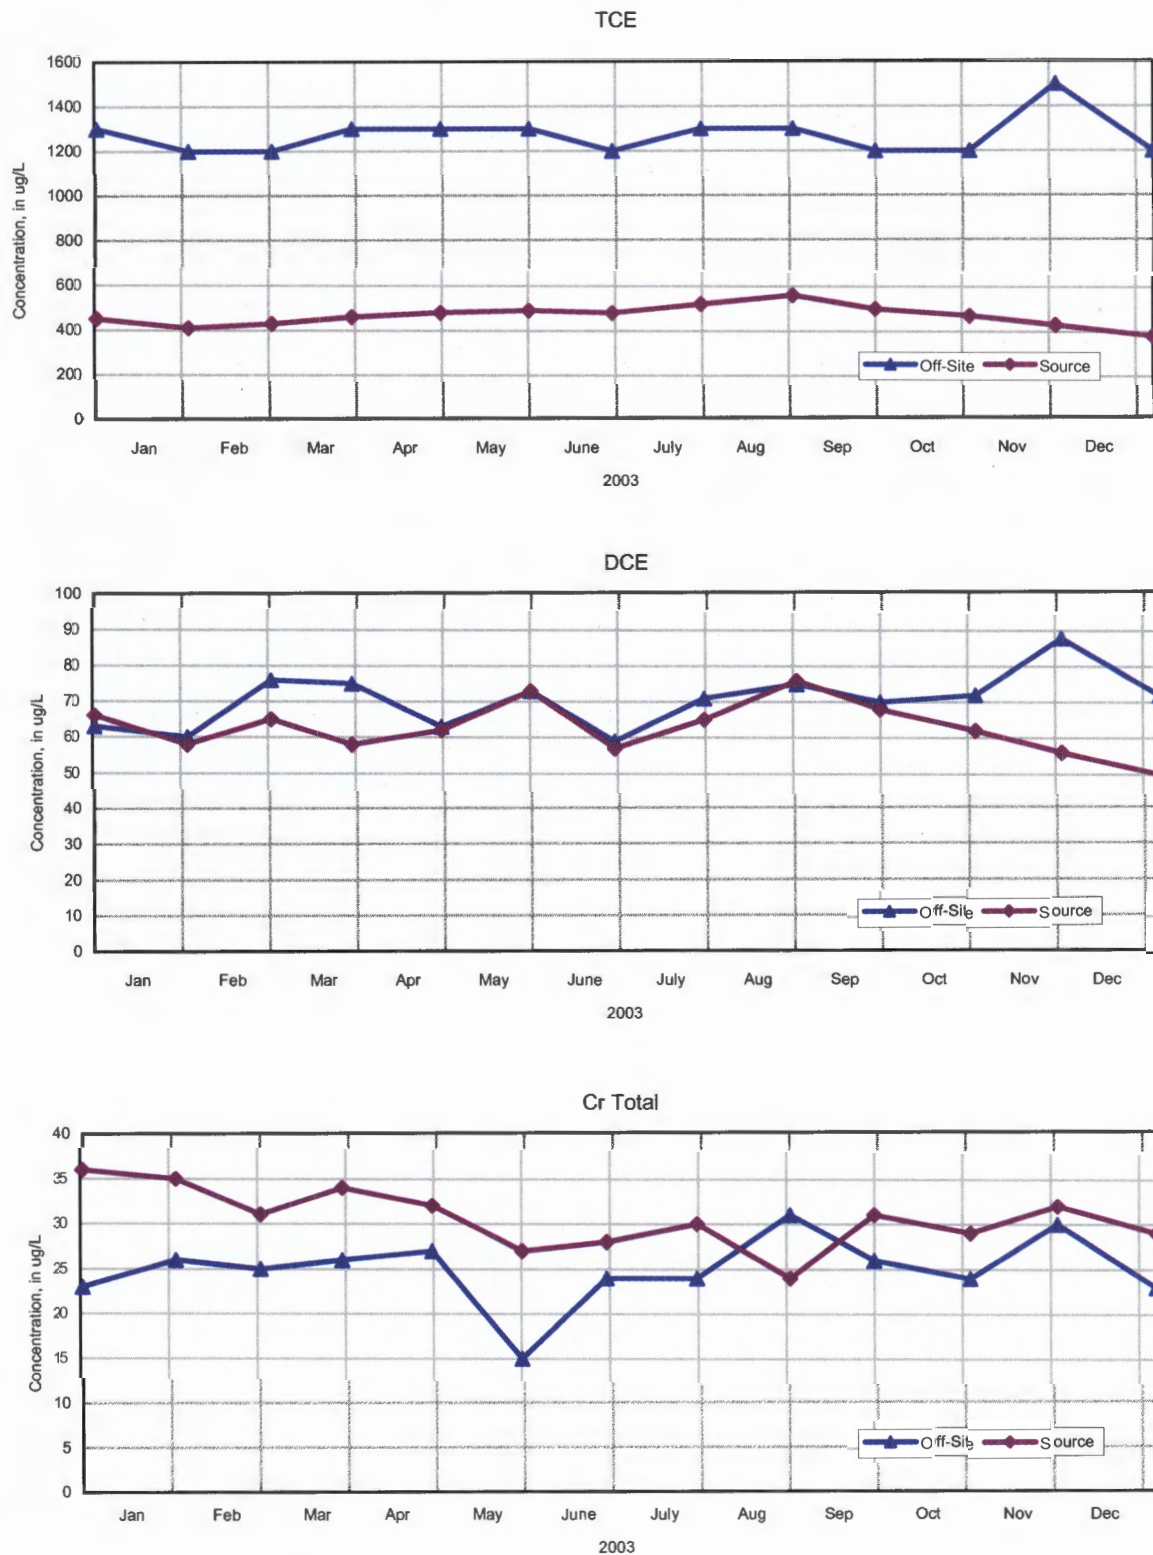 TCE
1600
1400
1200
1000
800
600
400
200
0
Concentration, in ug/L
Off-Site Source
Jan Feb Mar Apr May June July Aug Sep Oct Nov Dec
2003
DCE
100
90
80
70
60
50
40
30
20
10
0
Concentration, in ug/L
Off-Site Source
Jan Feb Mar Apr May June July Aug Sep Oct Nov Dec
2003
Cr Total
40
35
30
25
20
15
10
5
0
Concentration, in ug/L
Off-Site Source
Jan Feb Mar Apr May June July Aug Sep Oct Nov Dec
2003